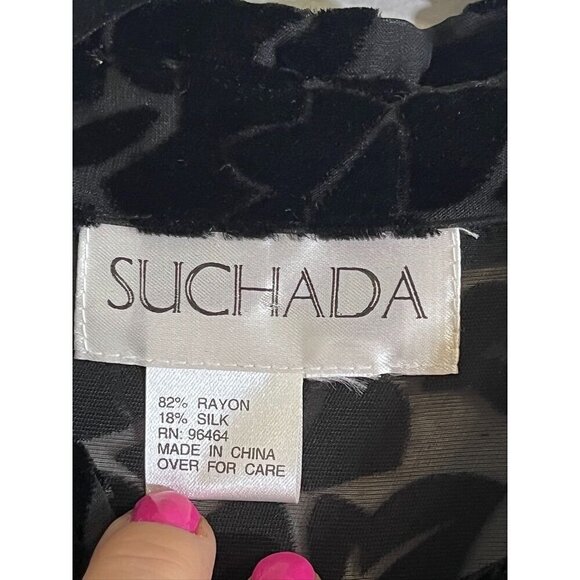 SUCHADA
82% RAYON
18% SILK
RN: 96464
MADE IN CHINA
OVER FOR CARE